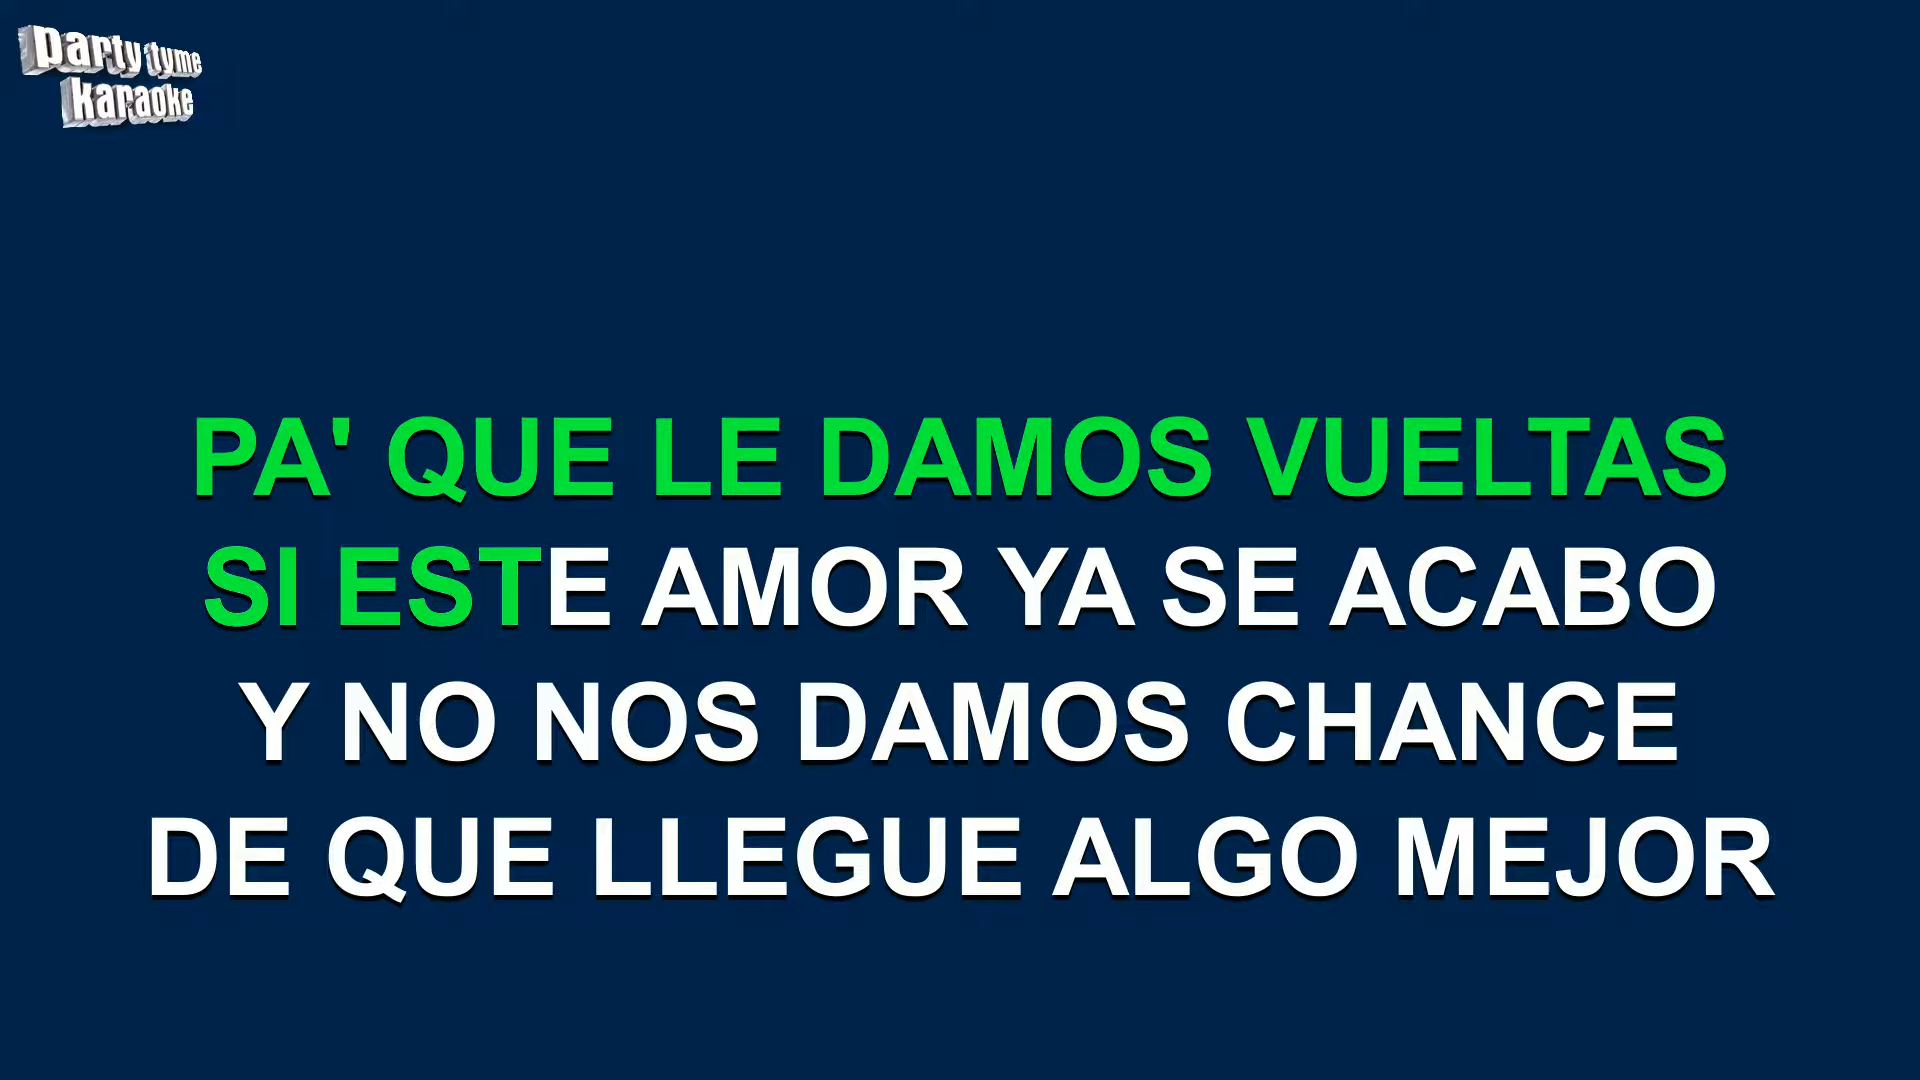 party tyme
karaoke
PA' QUE LE DAMOS VUELTAS
SI ESTE AMOR YA SE ACABO
Y NO NOS DAMOS CHANCE
DE QUE LLEGUE ALGO MEJOR